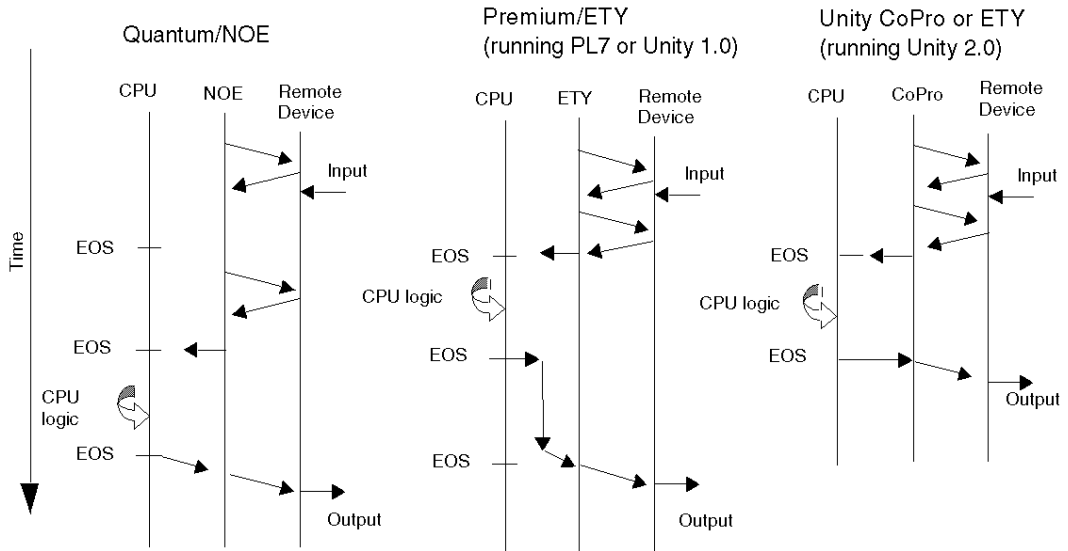 Quantum/NOE
Premium/ETY
(running PL7 or Unity 1.0)
Unity CoPro or ETY
(running Unity 2.0)
Time
CPU
NOE
Remote
Device
Input
EOS
EOS
CPU
logic
EOS
Output
CPU
ETY
Remote
Device
Input
EOS
CPU logic
EOS
EOS
Output
CPU
CoPro
Remote
Device
Input
EOS
CPU logic
EOS
Output